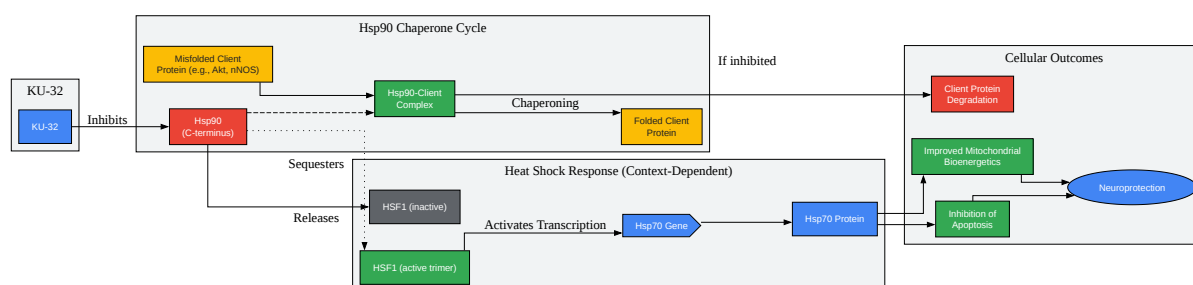 Hsp90 Chaperone Cycle
Misfolded Client
Protein (e.g., Akt, nNOS)
If inhibited
Cellular Outcomes
KU-32
KU-32
Inhibits
Hsp90
(C-terminus)
Hsp90-Client
Complex
Chaperoning
Folded Client
Protein
Client Protein
Degradation
Sequesters
Heat Shock Response (Context-Dependent)
Improved Mitochondrial
Bioenergetics
Neuroprotection
Releases
HSF1 (inactive)
Activates Transcription
Hsp70 Gene
Hsp70 Protein
Inhibition of
Apoptosis
HSF1 (active trimer)